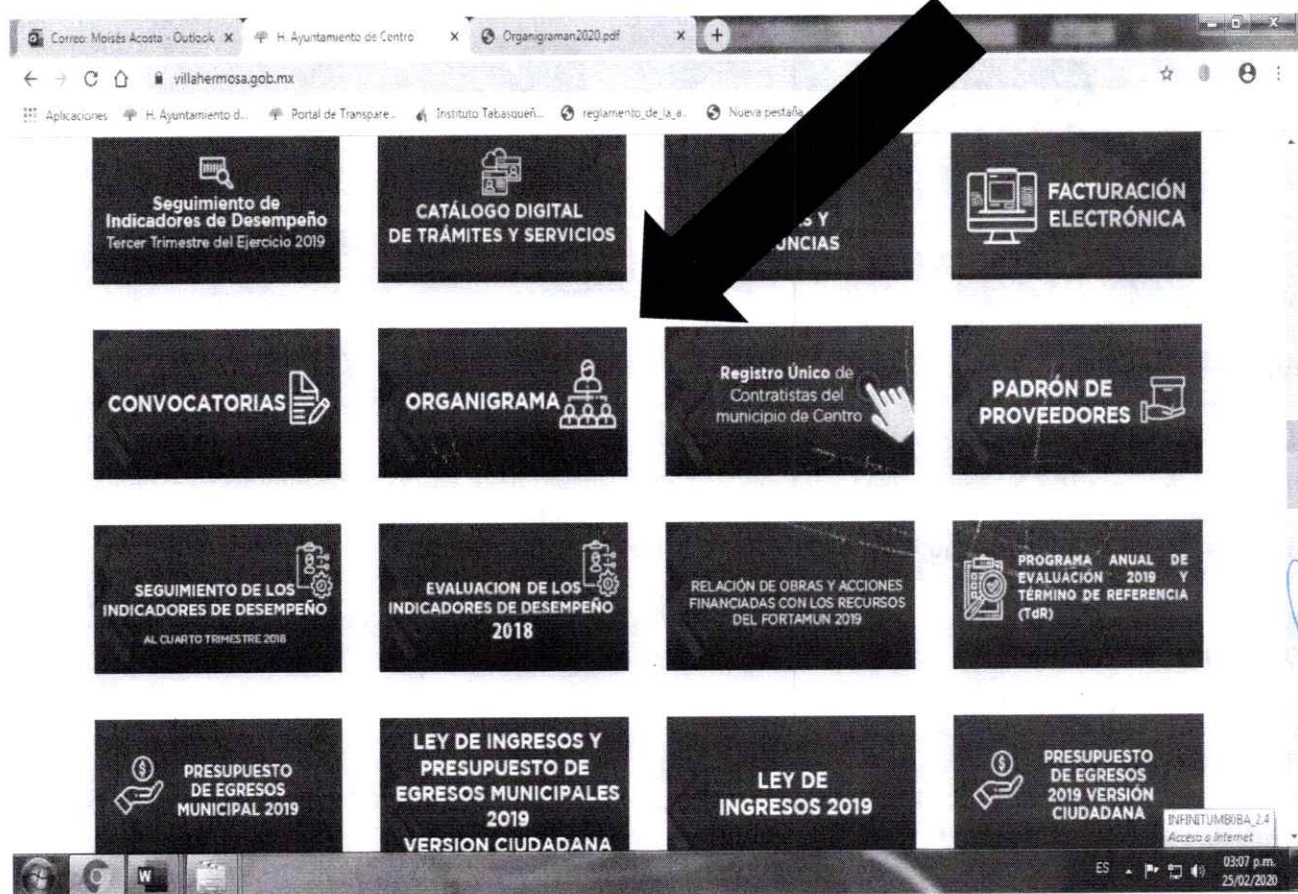 Correo: Moisés Acosta - Outlook
H. Ayuntamiento de Centro
Organigraman2020.pdf
villahermosa.gob.mx
Aplicaciones
H. Ayuntamiento d...
Portal de Transpare...
Instituto Tabasqueñ...
reglamento_de_la_a...
Nueva pestaña
Seguimiento de
Indicadores de Desempeño
Tercer Trimestre del Ejercicio 2019
CATÁLOGO DIGITAL
DE TRÁMITES Y SERVICIOS
S Y
UNCIAS
FACTURACIÓN
ELECTRÓNICA
CONVOCATORIAS
ORGANIGRAMA
Registro Único de
Contratistas del
municipio de Centro
PADRÓN DE
PROVEEDORES
SEGUIMIENTO DE LOS
INDICADORES DE DESEMPEÑO
AL CUARTO TRIMESTRE 2018
EVALUACION DE LOS
INDICADORES DE DESEMPEÑO
2018
RELACIÓN DE OBRAS Y ACCIONES
FINANCIADAS CON LOS RECURSOS
DEL FORTAMUN 2019
PROGRAMA ANUAL DE
EVALUACIÓN 2019 Y
TÉRMINO DE REFERENCIA
(TdR)
PRESUPUESTO
DE EGRESOS
MUNICIPAL 2019
LEY DE INGRESOS Y
PRESUPUESTO DE
EGRESOS MUNICIPALES
2019
VERSION CIUDADANA
LEY DE
INGRESOS 2019
PRESUPUESTO
DE EGRESOS
2019 VERSIÓN
CIUDADANA
INFINITUMB0BA_2.4
Acceso a Internet
ES
03:07 p.m.
25/02/2020